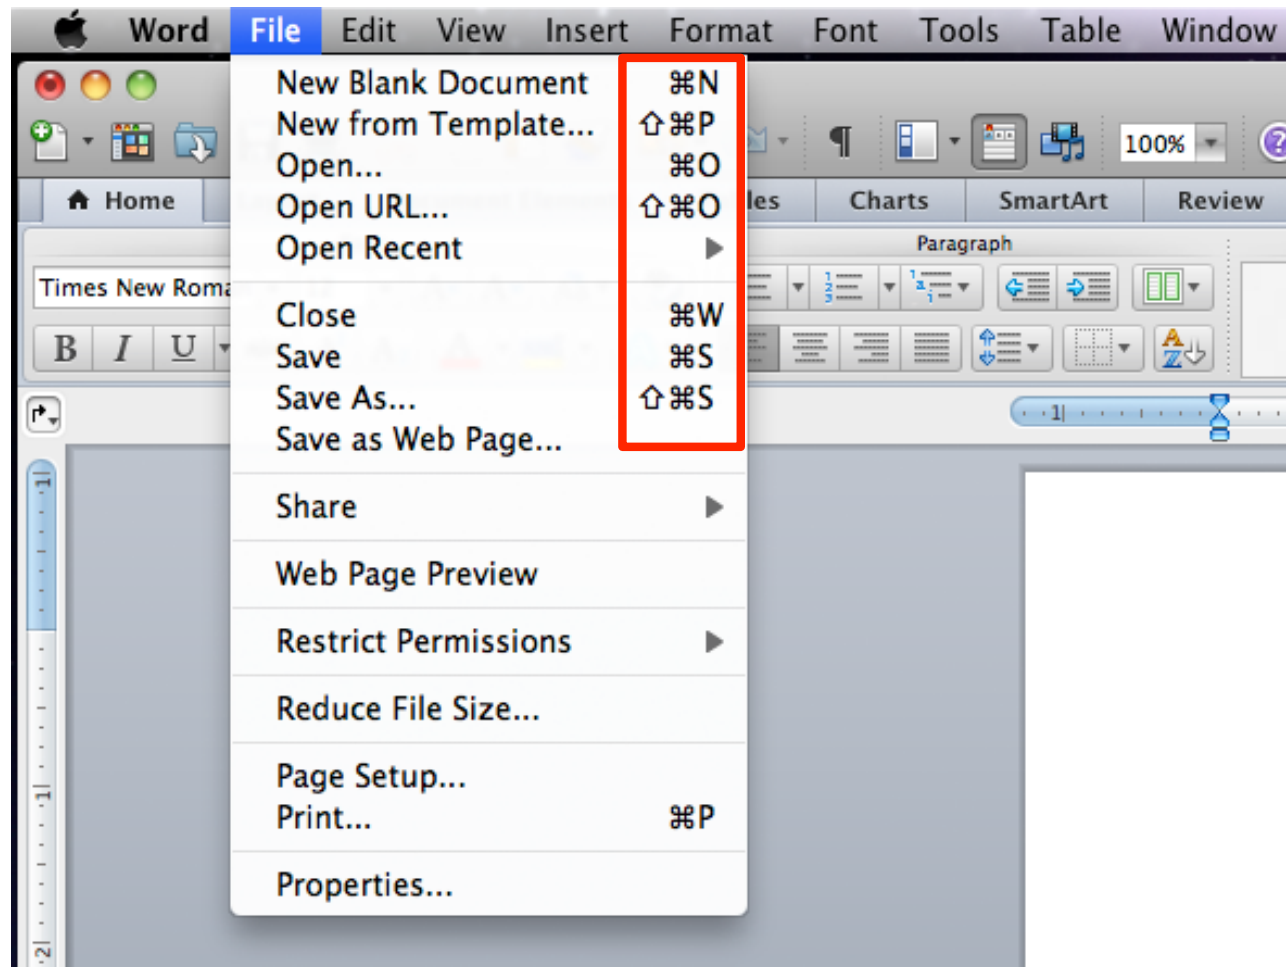 Word File Edit View Insert Format Font Tools Table Window
New Blank Document ⌘N
New from Template... ⇧⌘P
100%
Open... ⌘O
Home
Charts SmartArt Review
Open URL... ⇧⌘O
Open Recent
Paragraph
Times New Roma
Close ⌘W
B I U
Save ⌘S
Save As... ⇧⌘S
Save as Web Page...
Share
Web Page Preview
Restrict Permissions
Reduce File Size...
Page Setup...
Print... ⌘P
Properties...